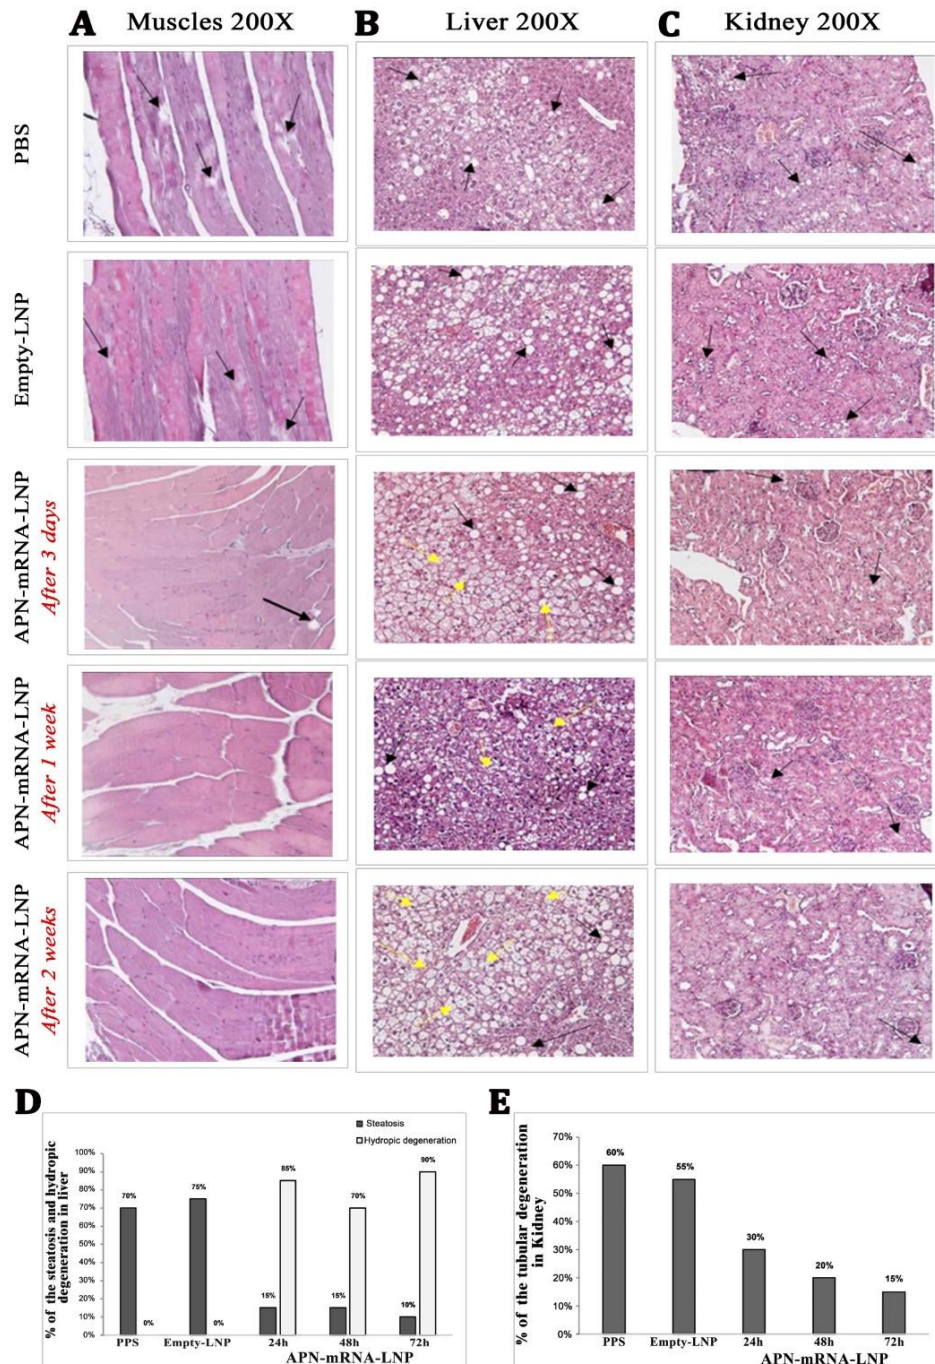 A Muscles 200X
B Liver 200X
C Kidney 200X
PBS
Empty-LNP
APN-mRNA-LNP
After 3 days
APN-mRNA-LNP
After 1 week
APN-mRNA-LNP
After 2 weeks
D
% of the steatosis and hydropic
degeneration in liver
Steatosis
Hydropic degeneration
100%
90%
80%
70%
60%
50%
40%
30%
20%
10%
0%
70%
0%
75%
0%
15%
85%
15%
70%
10%
90%
PPS
Empty-LNP
24h
48h
72h
APN-mRNA-LNP
E
% of the tubular degeneration
in Kidney
70%
60%
50%
40%
30%
20%
10%
0%
60%
55%
30%
20%
15%
PPS
Empty-LNP
24h
48h
72h
APN-mRNA-LNP